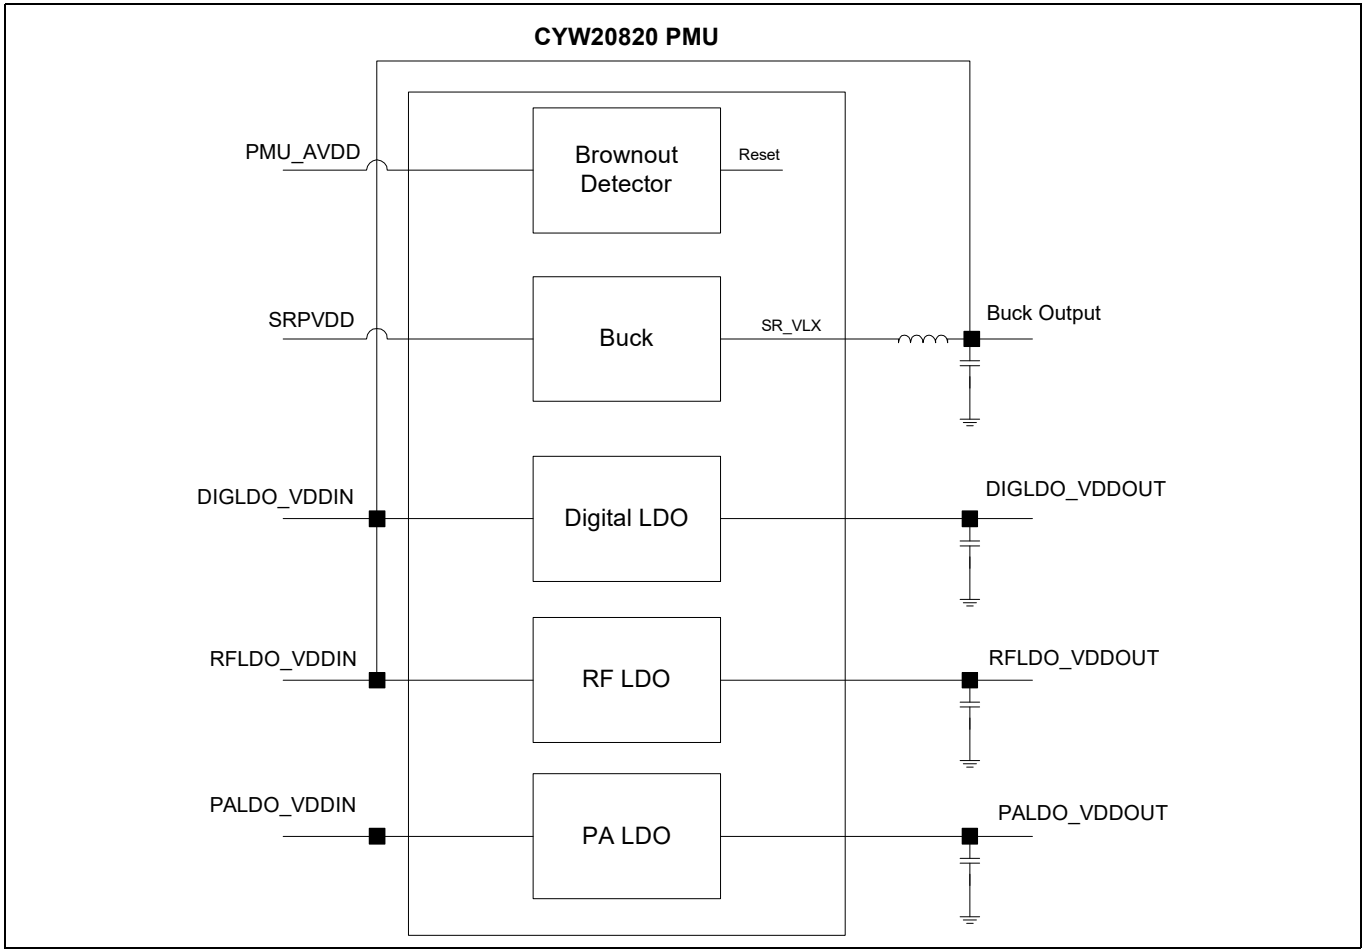 CYW20820 PMU
PMU_AVDD
Brownout
Detector
Reset
SRPVDD
Buck
SR_VLX
Buck Output
DIGLDO_VDDIN
Digital LDO
DIGLDO_VDDOUT
RFLDO_VDDIN
RF LDO
RFLDO_VDDOUT
PALDO_VDDIN
PA LDO
PALDO_VDDOUT